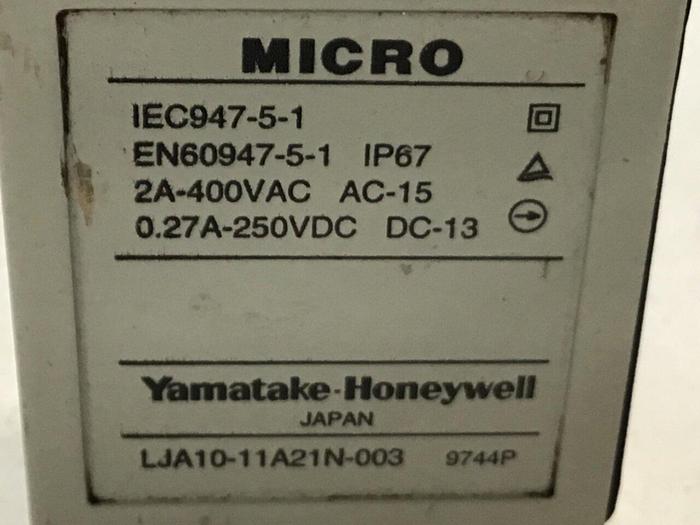 MICRO
IEC947-5-1
EN60947-5-1 IP67
2A-400VAC AC-15
0.27A-250VDC DC-13
Yamatake-Honeywell
JAPAN
LJA10-11A21N-003 9744P